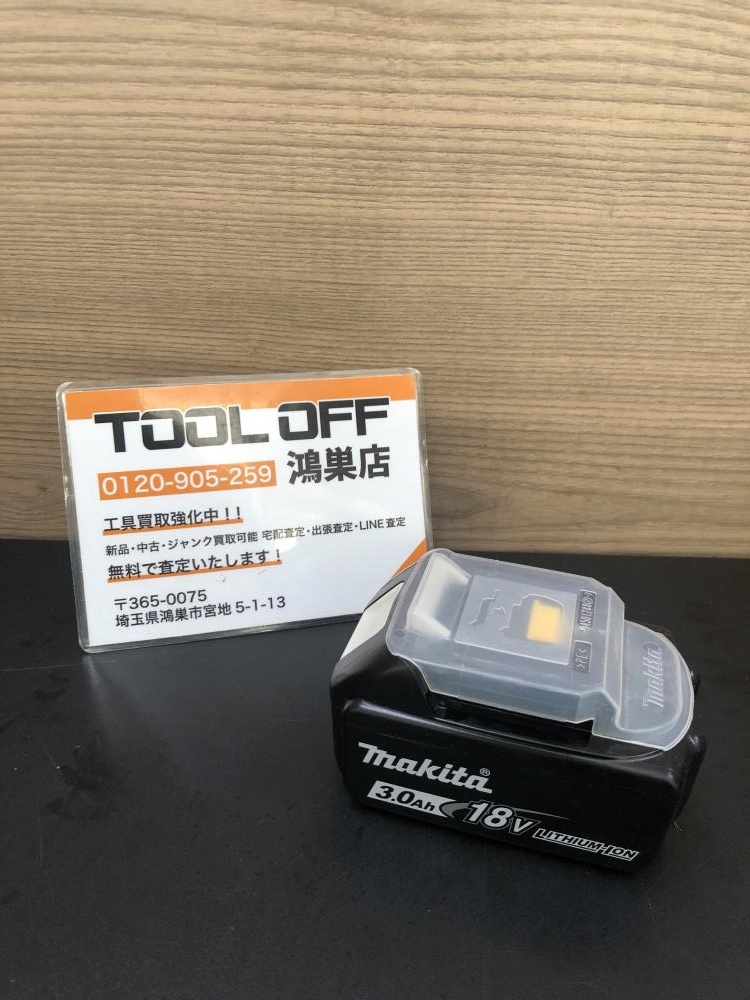 TOOL OFF
0120-905-259 鴻巣店
工具買取強化中！！
新品・中古・ジャンク買取可能 宅配査定・出張査定・LINE査定
無料で査定いたします！
〒365-0075
埼玉県鴻巣市宮地 5-1-13
>PE<
makita
makita®
3.0Ah 18V LITHIUM-ION